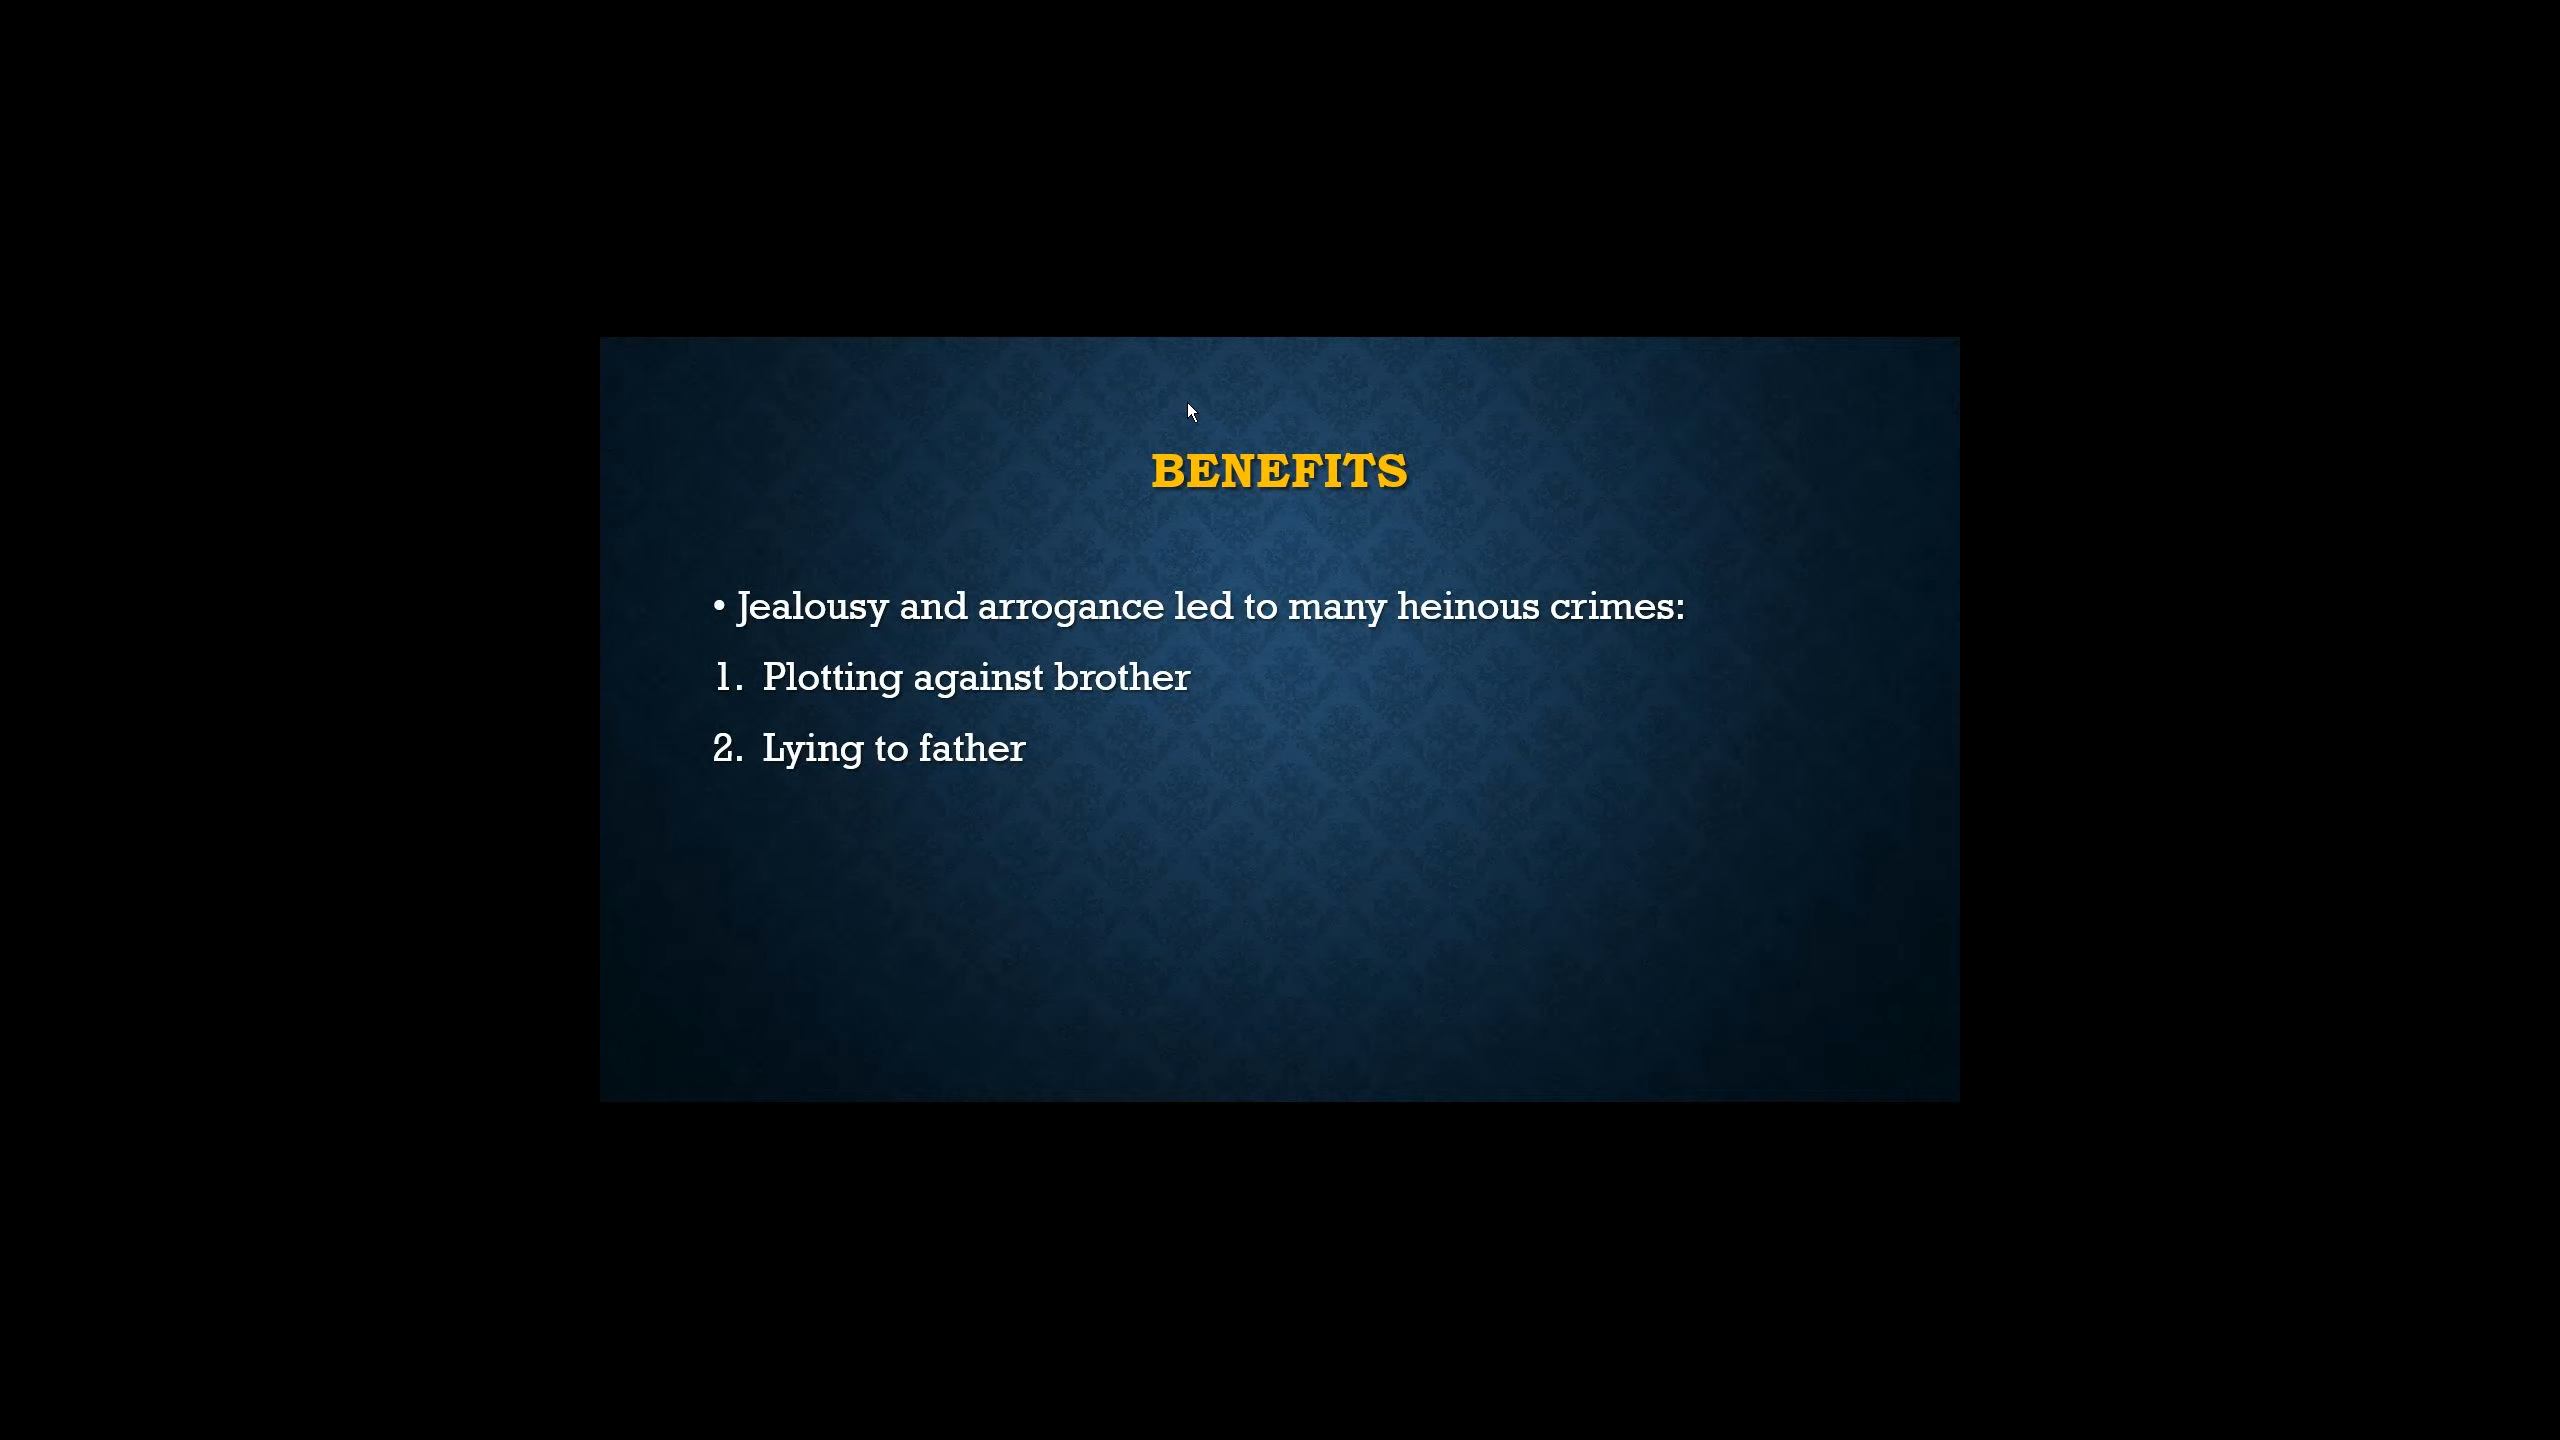 BENEFITS
• Jealousy and arrogance led to many heinous crimes:
1. Plotting against brother
2. Lying to father